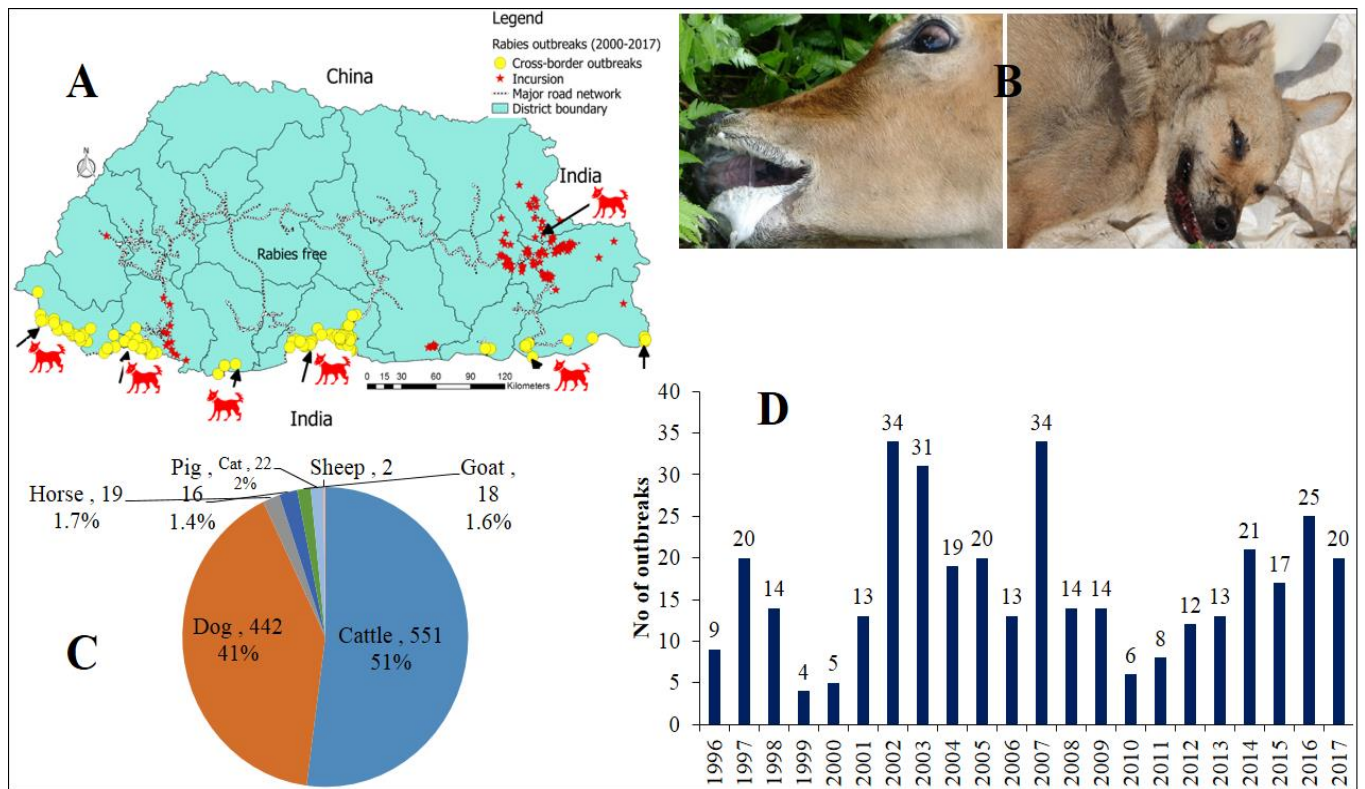 A
China
Legend
Rabies outbreaks (2000-2017)
Cross-border outbreaks
Incursion
Major road network
District boundary
N
India
Rabies free
0 15 30 60 90 120
Kilometers
India
B
Pig , 16 1.4%
Cat , 22 2%
Sheep , 2
Goat , 18 1.6%
Horse , 19 1.7%
Dog , 442
41%
Cattle , 551
51%
C
D
No of outbreaks
40
35
30
25
20
15
10
5
0
9 20 14 4 5 13 34 31 19 20 13 34 14 14 6 8 12 13 21 17 25 20
1996 1997 1998 1999 2000 2001 2002 2003 2004 2005 2006 2007 2008 2009 2010 2011 2012 2013 2014 2015 2016 2017